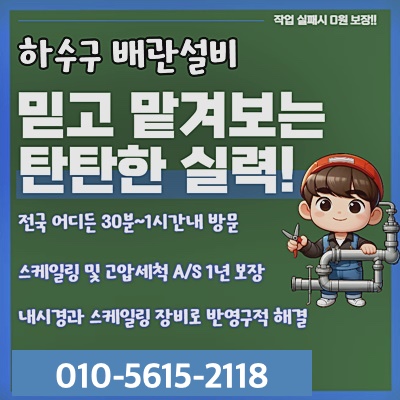 작업 실패시 0원 보장!!
하수구 배관설비
믿고 맡겨보는
탄탄한 실력!
전국 어디든 30분~1시간내 방문
스케일링 및 고압세척 A/S 1년 보장
내시경과 스케일링 장비로 반영구적 해결
010-5615-2118